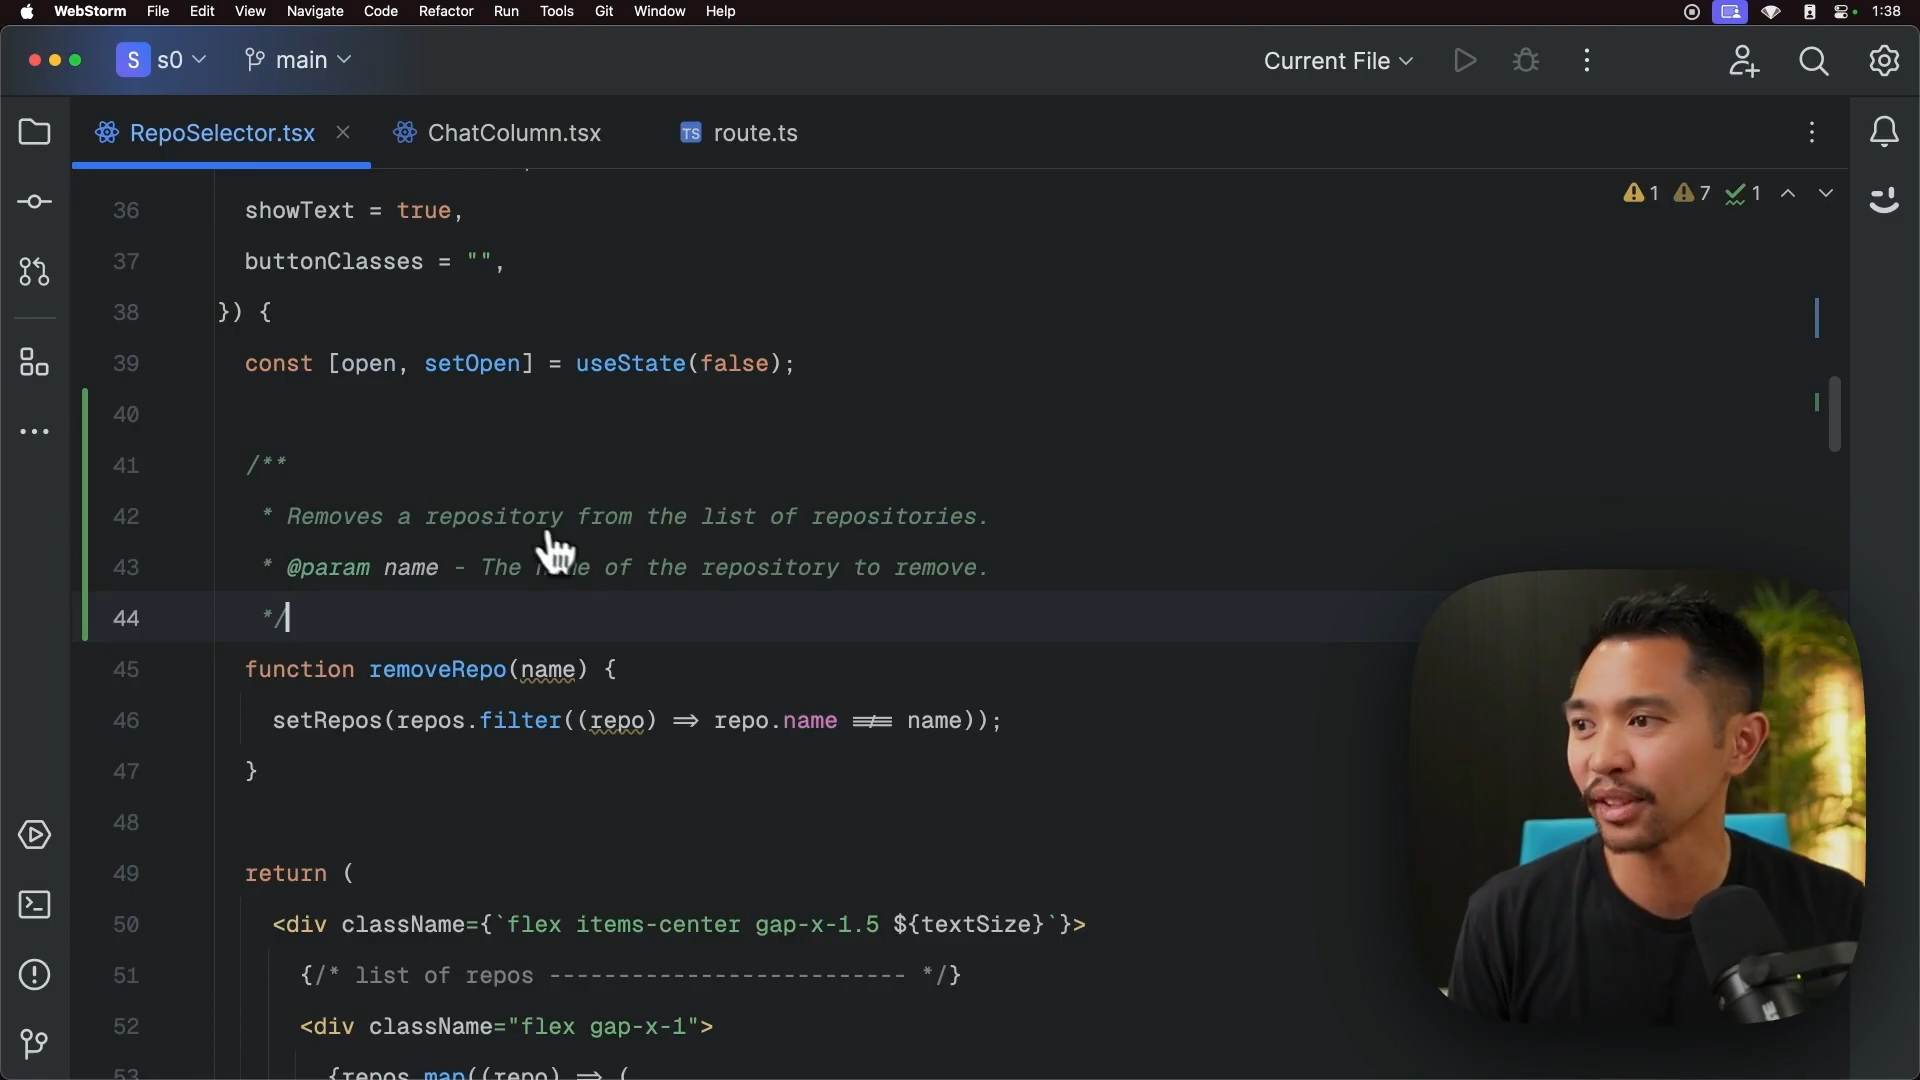 WebStorm File Edit View Navigate Code Refactor Run Tools Git Window Help 1:38
S s0 main Current File
RepoSelector.tsx ChatColumn.tsx TS route.ts
1 7 1
36 showText = true,
37 buttonClasses = "",
38 }) {
39 const [open, setOpen] = useState(false);
40
41 /**
42 * Removes a repository from the list of repositories.
43 * @param name - The name of the repository to remove.
44 */
45 function removeRepo(name) {
46 setRepos(repos.filter((repo) => repo.name !== name));
47 }
48
49 return (
50 <div className={`flex items-center gap-x-1.5 ${textSize}`}>
51 {/* list of repos -------------------------- */}
52 <div className="flex gap-x-1">
53 {repos.map((repo) => (